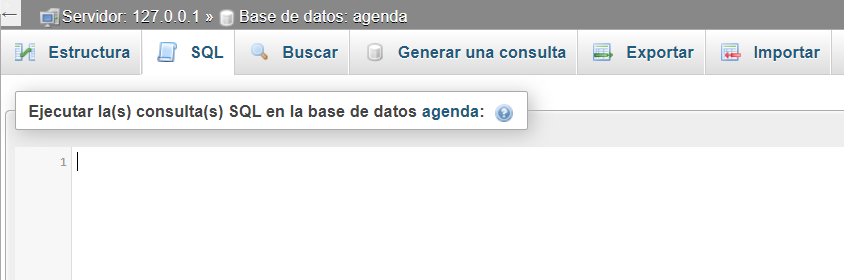 Servidor: 127.0.0.1 » Base de datos: agenda
Estructura SQL Buscar Generar una consulta Exportar Importar
Ejecutar la(s) consulta(s) SQL en la base de datos agenda:
1